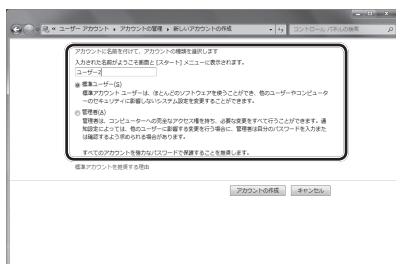 « ユーザー アカウント ▸ アカウントの管理 ▸ 新しいアカウントの作成
コントロール パネルの検索
アカウントに名前を付けて、アカウントの種類を選択します
入力された名前がようこそ画面と [スタート] メニューに表示されます。
ユーザー2
標準ユーザー(S)
標準アカウント ユーザーは、ほとんどのソフトウェアを使うことができ、他のユーザーやコンピュータ
ーのセキュリティに影響しないシステム設定を変更することができます。
管理者(A)
管理者は、コンピューターへの完全なアクセス権を持ち、必要な変更をすべて行うことができます。通
知設定によっては、他のユーザーに影響する変更を行う場合に、管理者は自分のパスワードを入力また
は確認するよう求められる場合があります。
すべてのアカウントを強力なパスワードで保護することを推奨します。
標準アカウントを推奨する理由
アカウントの作成
キャンセル